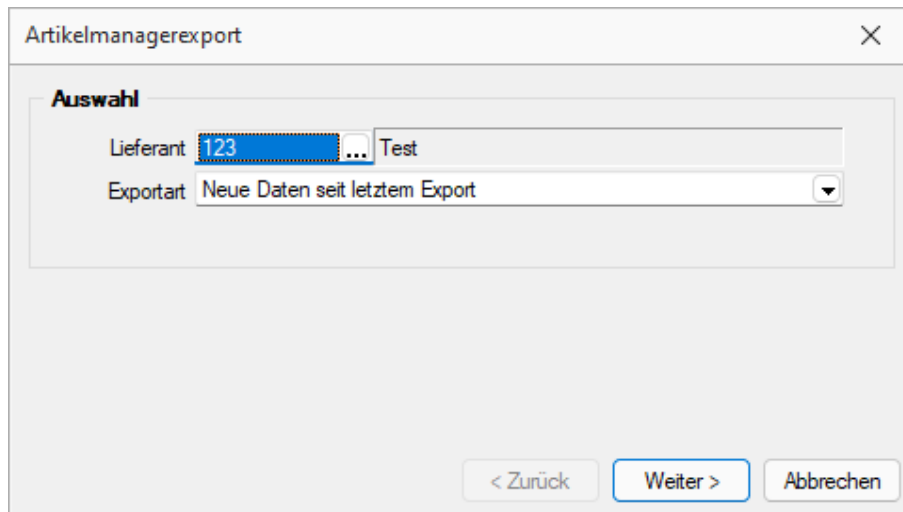 Artikelmanagerexport
Auswahl
Lieferant 123 ... Test
Exportart Neue Daten seit letztem Export
< Zurück Weiter > Abbrechen